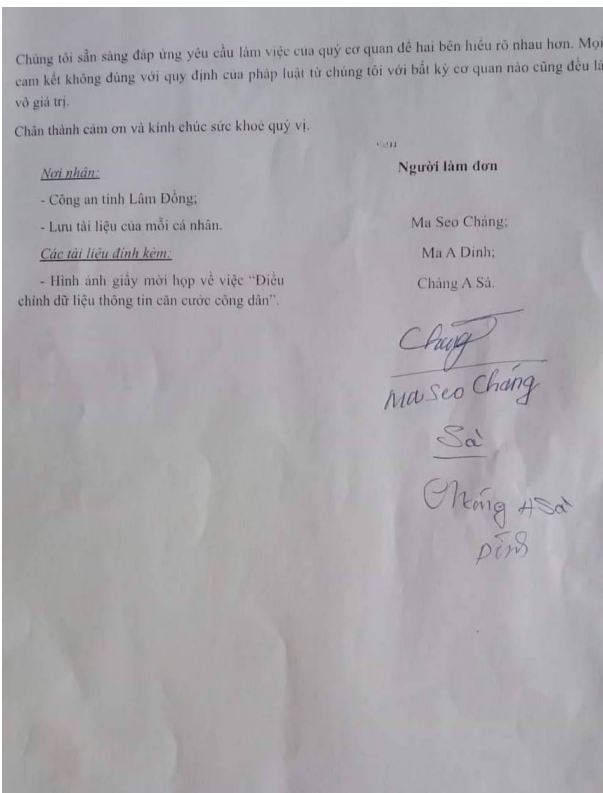 Chúng tôi sẵn sàng đáp ứng yêu cầu làm việc của quý cơ quan để hai bên hiểu rõ nhau hơn. Mọi
cam kết không đúng với quy định của pháp luật từ chúng tôi với bất kỳ cơ quan nào cũng đều là
vô giá trị.
Chân thành cảm ơn và kính chúc sức khoẻ quý vị.
Người làm đơn
Nơi nhận:
- Công an tỉnh Lâm Đồng;
- Lưu tài liệu của mỗi cá nhân.
Ma Seo Cháng;
Các tài liệu đính kèm:
Ma A Dình;
- Hình ảnh giấy mời họp về việc “Điều
Cháng A Sà.
chỉnh dữ liệu thông tin căn cước công dân”.
Ma Seo Cháng
Sà
A Sà
Dình